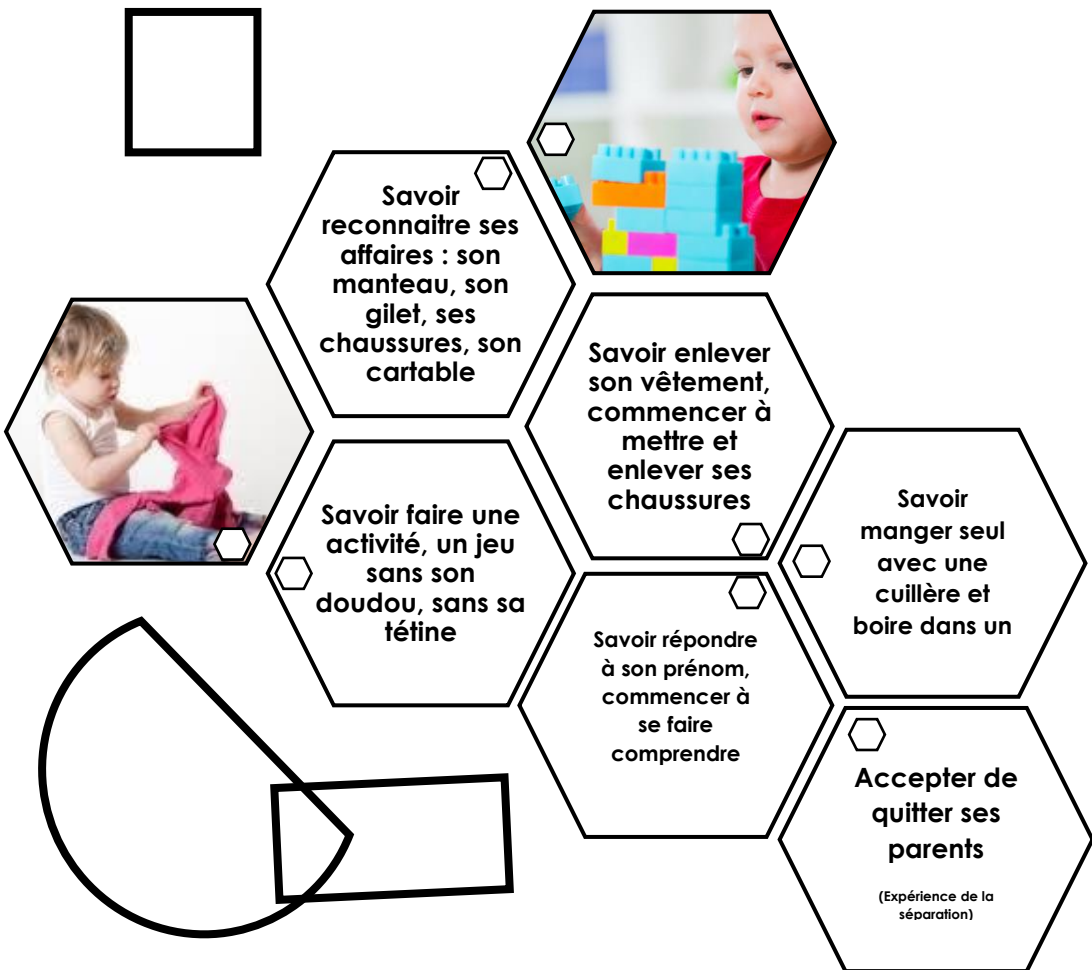 Savoir
reconnaitre ses
affaires : son
manteau, son
gilet, ses
chaussures, son
cartable
Savoir enlever
son vêtement,
commencer à
mettre et
enlever ses
chaussures
Savoir faire une
activité, un jeu
sans son
doudou, sans sa
tétine
Savoir
manger seul
avec une
cuillère et
boire dans un
Savoir répondre
à son prénom,
commencer à
se faire
comprendre
Accepter de
quitter ses
parents
(Expérience de la
séparation)